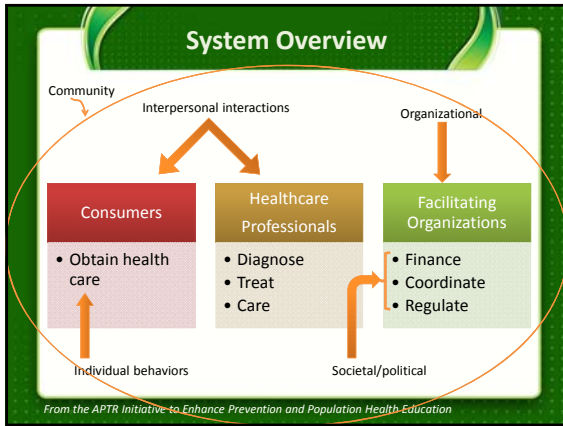 System Overview
Community
Interpersonal interactions
Organizational
Consumers
• Obtain health
care
Healthcare
Professionals
• Diagnose
• Treat
• Care
Facilitating
Organizations
• Finance
• Coordinate
• Regulate
Individual behaviors
Societal/political
From the APTR Initiative to Enhance Prevention and Population Health Education